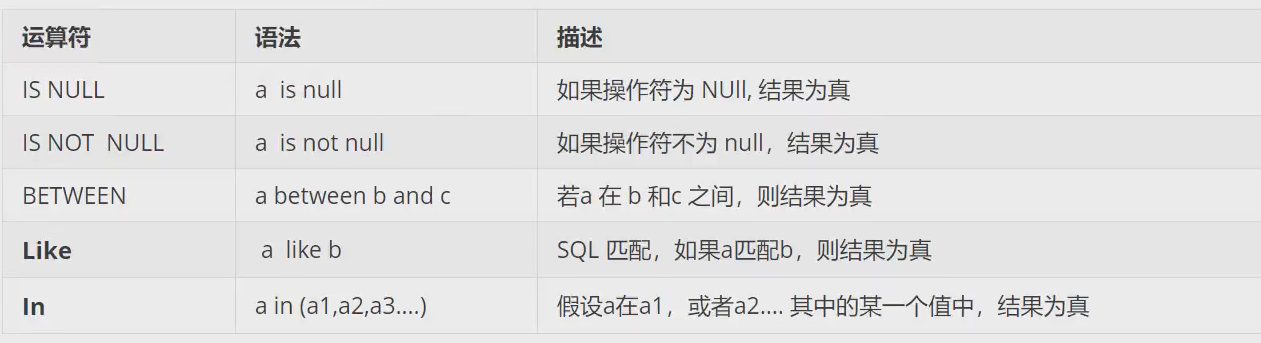 运算符 语法 描述
IS NULL a is null 如果操作符为 NUll, 结果为真
IS NOT NULL a is not null 如果操作符不为 null，结果为真
BETWEEN a between b and c 若a 在 b 和c 之间，则结果为真
Like a like b SQL 匹配，如果a匹配b，则结果为真
In a in (a1,a2,a3....) 假设a在a1，或者a2.... 其中的某一个值中，结果为真